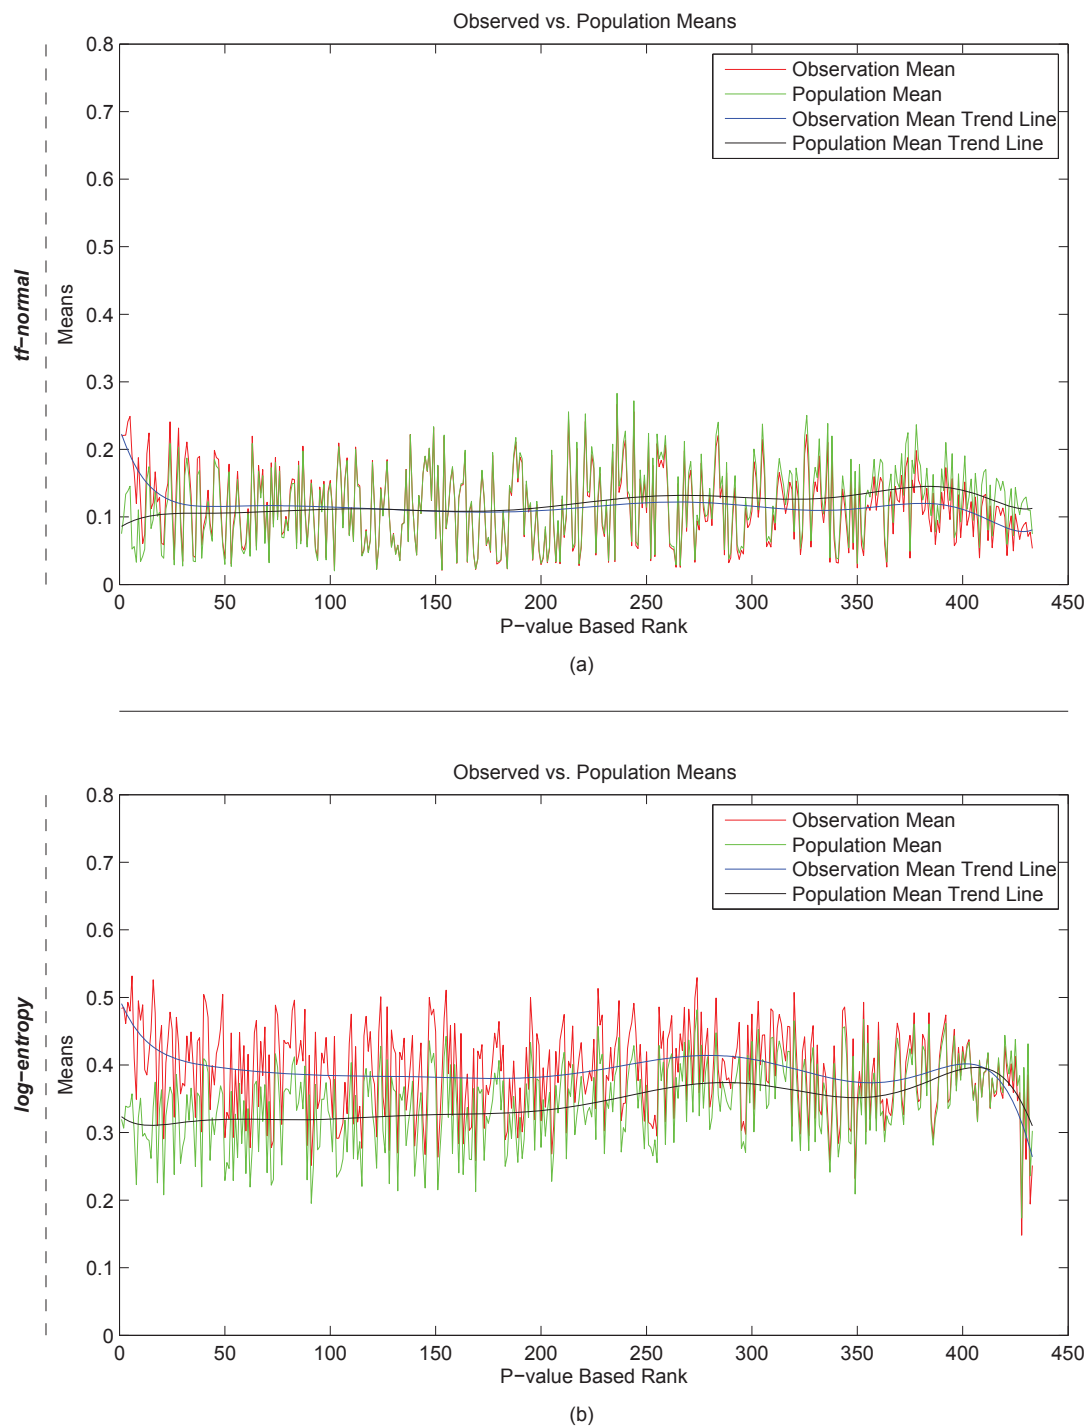 Observed vs. Population Means
0.8
0.7
0.6
0.5
0.4
0.3
0.2
0.1
0
Means
tf−normal
Observation Mean
Population Mean
Observation Mean Trend Line
Population Mean Trend Line
0 50 100 150 200 250 300 350 400 450
P−value Based Rank
(a)
Observed vs. Population Means
0.8
0.7
0.6
0.5
0.4
0.3
0.2
0.1
0
Means
log−entropy
Observation Mean
Population Mean
Observation Mean Trend Line
Population Mean Trend Line
0 50 100 150 200 250 300 350 400 450
P−value Based Rank
(b)